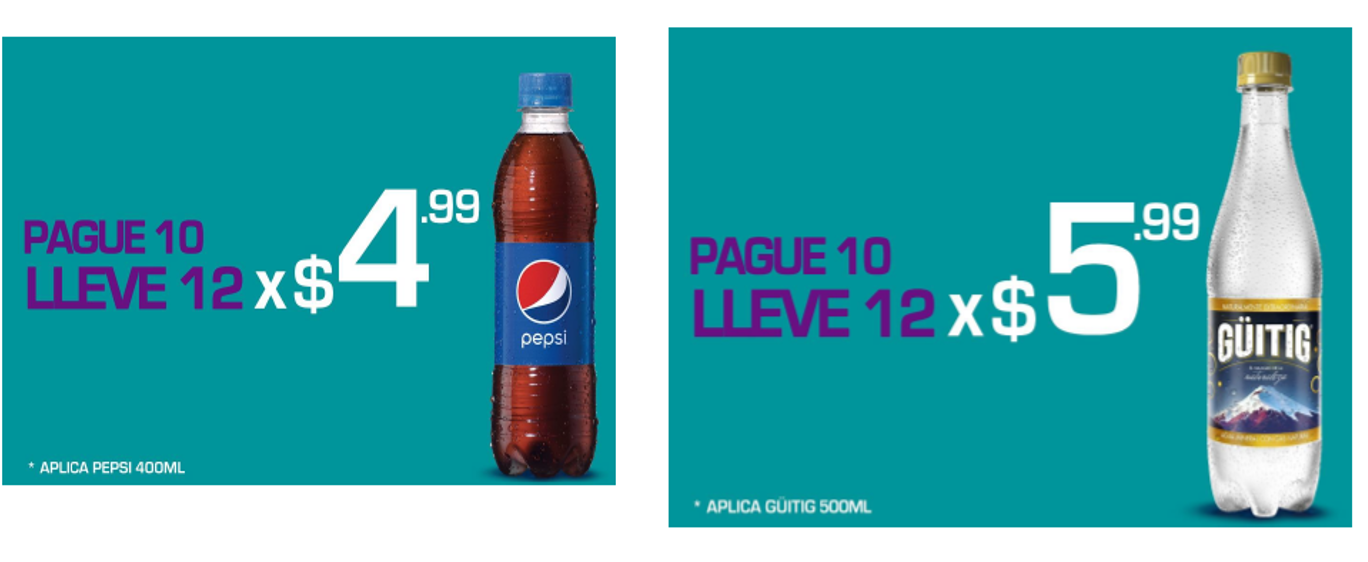 PAGUE 10
LLEVE 12 x $4.99
pepsi
* APLICA PEPSI 400ML
PAGUE 10
LLEVE 12 x $5.99
GÜITIG
* APLICA GÜITIG 500ML